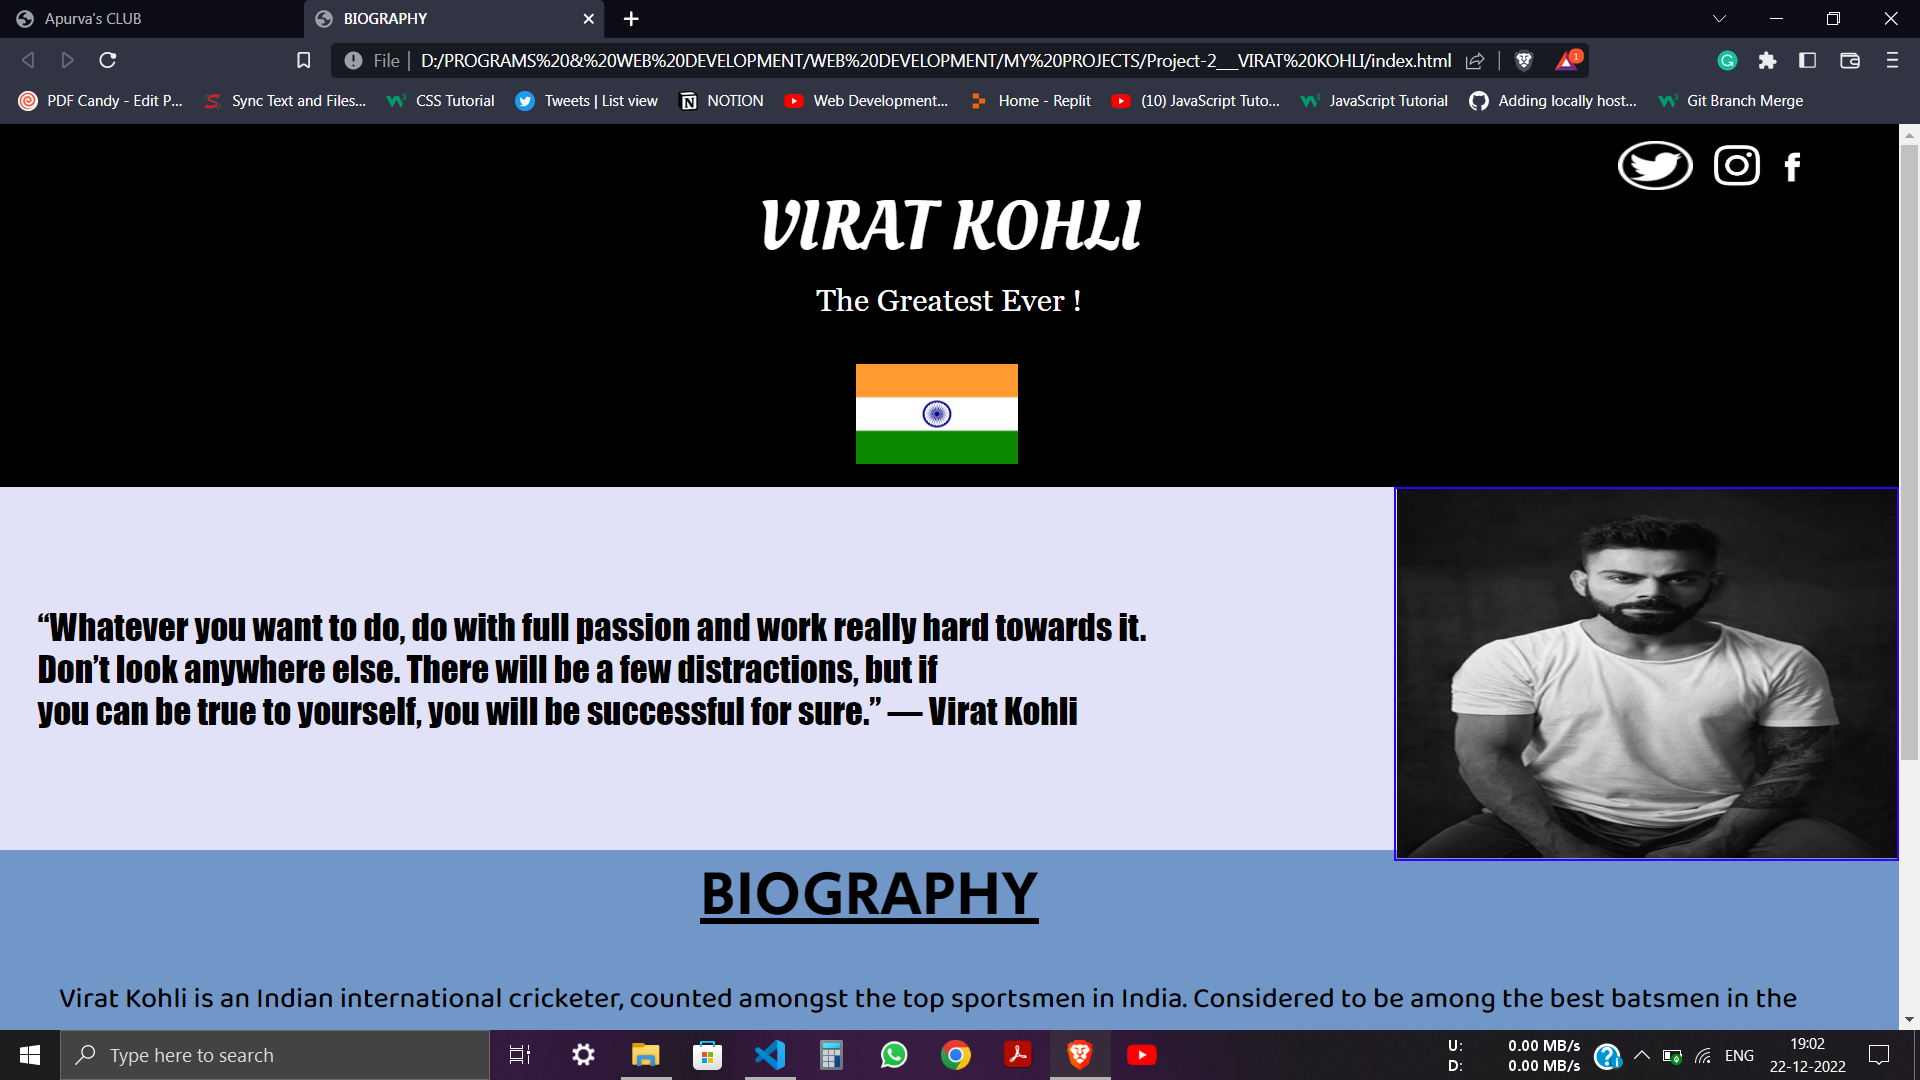 Apurva's CLUB
BIOGRAPHY
File
D:/PROGRAMS%20&%20WEB%20DEVELOPMENT/WEB%20DEVELOPMENT/MY%20PROJECTS/Project-2___VIRAT%20KOHLI/index.html
1
PDF Candy - Edit P...
Sync Text and Files...
CSS Tutorial
Tweets | List view
NOTION
Web Development...
Home - Replit
(10) JavaScript Tuto...
JavaScript Tutorial
Adding locally host...
Git Branch Merge
VIRAT KOHLI
The Greatest Ever !
“Whatever you want to do, do with full passion and work really hard towards it.
Don’t look anywhere else. There will be a few distractions, but if
you can be true to yourself, you will be successful for sure.” — Virat Kohli
BIOGRAPHY
Virat Kohli is an Indian international cricketer, counted amongst the top sportsmen in India. Considered to be among the best batsmen in the
Type here to search
U: 0.00 MB/s
D: 0.00 MB/s
ENG
19:02
22-12-2022